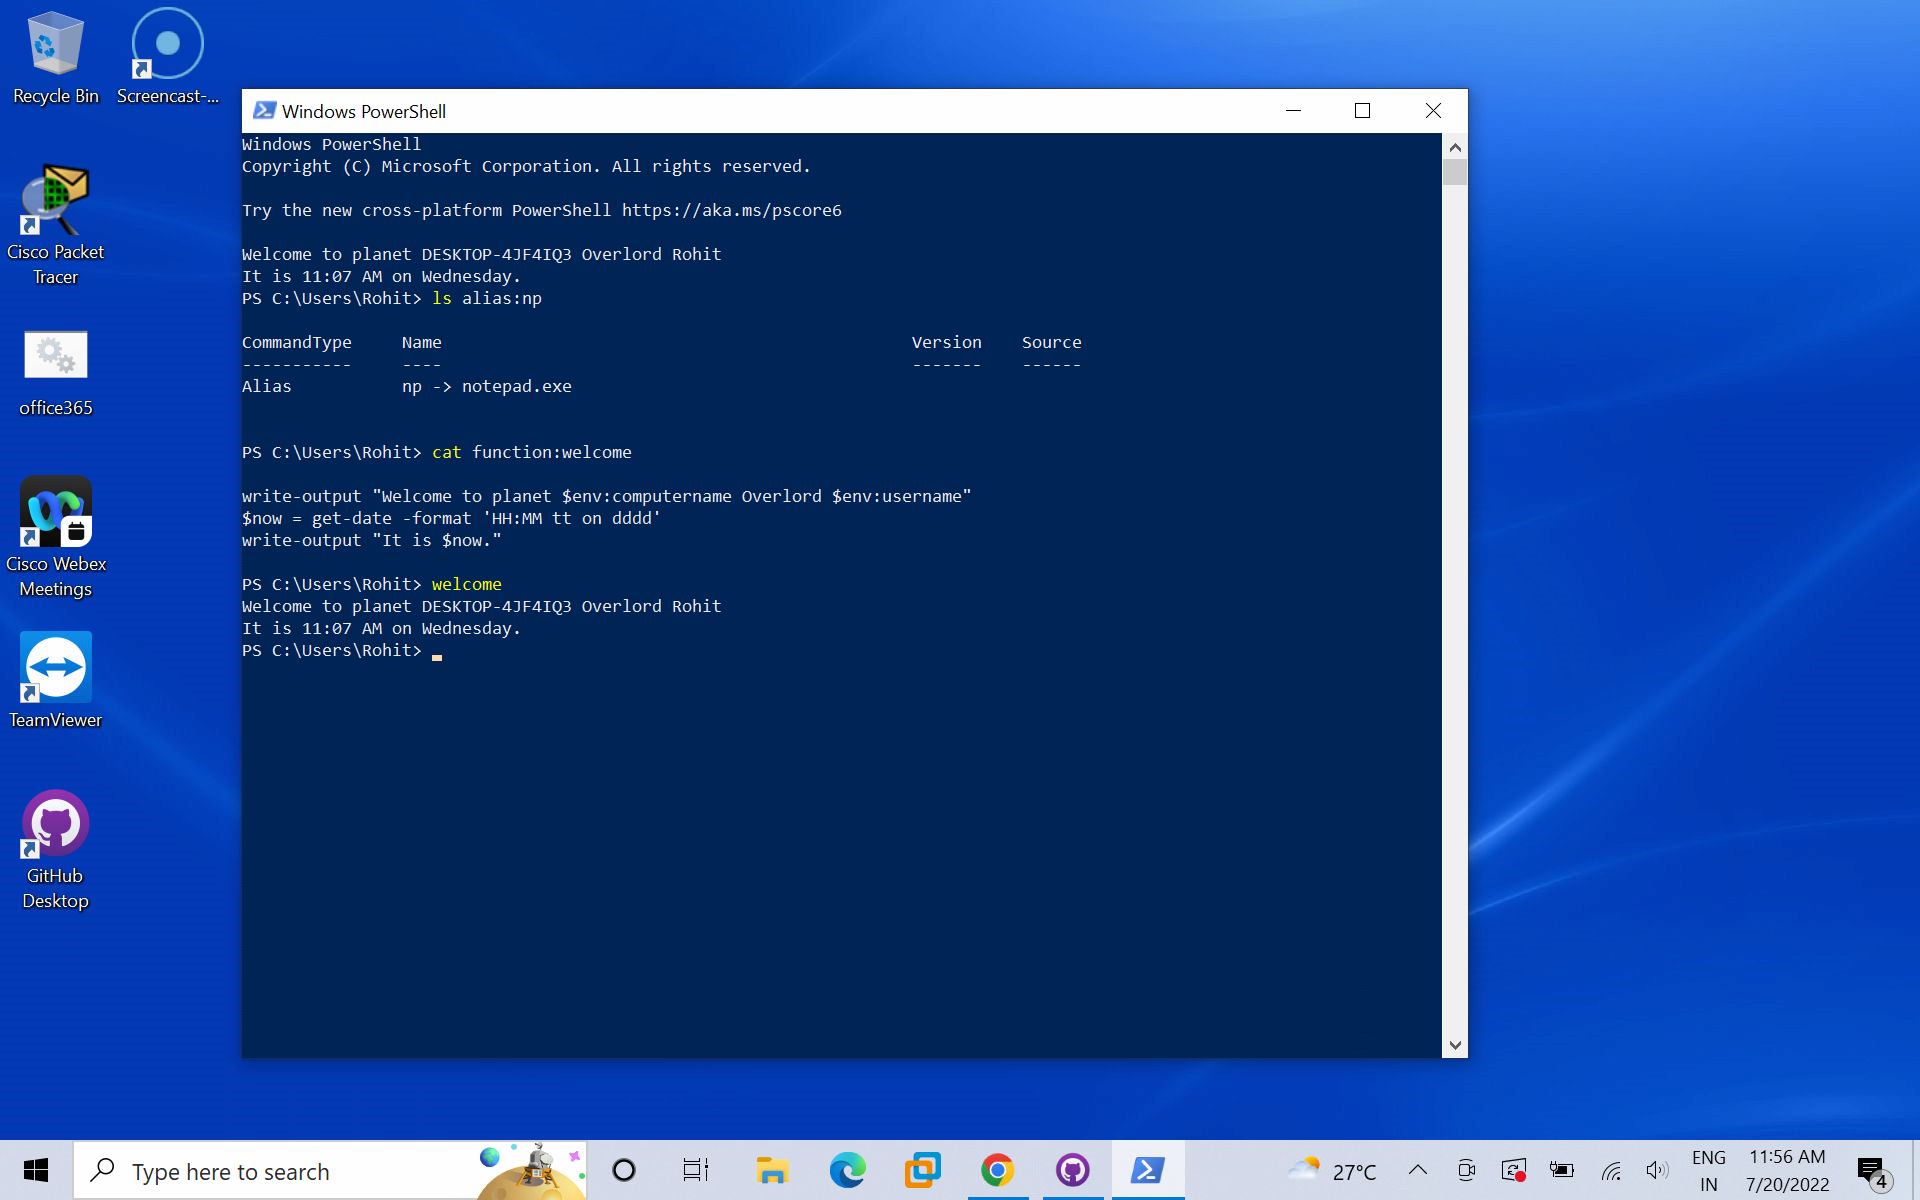 Recycle Bin
Screencast-...
Cisco Packet
Tracer
office365
Cisco Webex
Meetings
TeamViewer
GitHub
Desktop
Windows PowerShell
Windows PowerShell
Copyright (C) Microsoft Corporation. All rights reserved.
Try the new cross-platform PowerShell https://aka.ms/pscore6
Welcome to planet DESKTOP-4JF4IQ3 Overlord Rohit
It is 11:07 AM on Wednesday.
PS C:\Users\Rohit> ls alias:np
CommandType     Name                                               Version    Source
-----------     ----                                               -------    ------
Alias           np -> notepad.exe
PS C:\Users\Rohit> cat function:welcome
write-output "Welcome to planet $env:computername Overlord $env:username"
$now = get-date -format 'HH:MM tt on dddd'
write-output "It is $now."
PS C:\Users\Rohit> welcome
Welcome to planet DESKTOP-4JF4IQ3 Overlord Rohit
It is 11:07 AM on Wednesday.
PS C:\Users\Rohit>
Type here to search
27°C
ENG
IN
11:56 AM
7/20/2022
4